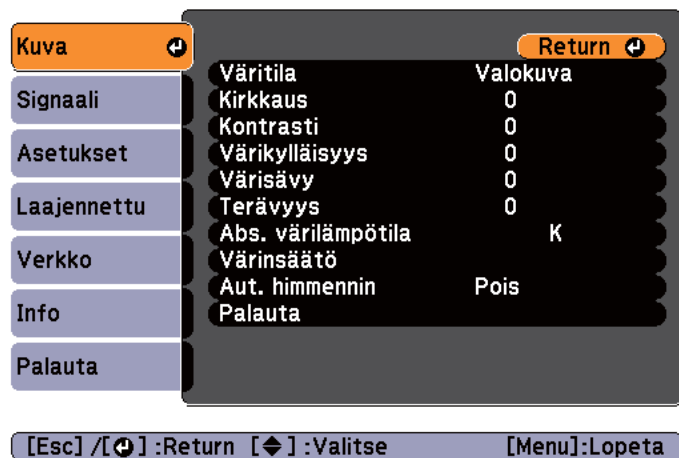 Kuva
Return
Signaali
Asetukset
Laajennettu
Verkko
Info
Palauta
Väritila Valokuva
Kirkkaus 0
Kontrasti 0
Värikylläisyys 0
Värisävy 0
Terävyys 0
Abs. värilämpötila K
Värinsäätö
Aut. himmennin Pois
Palauta
[Esc] /[⏎] :Return [◆] :Valitse [Menu]:Lopeta